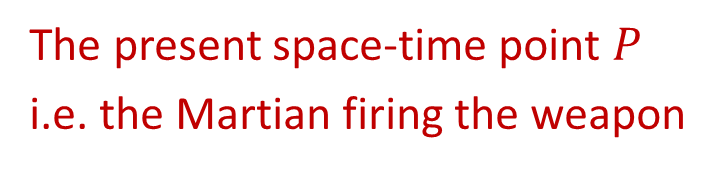 The present space-time point P
i.e. the Martian firing the weapon